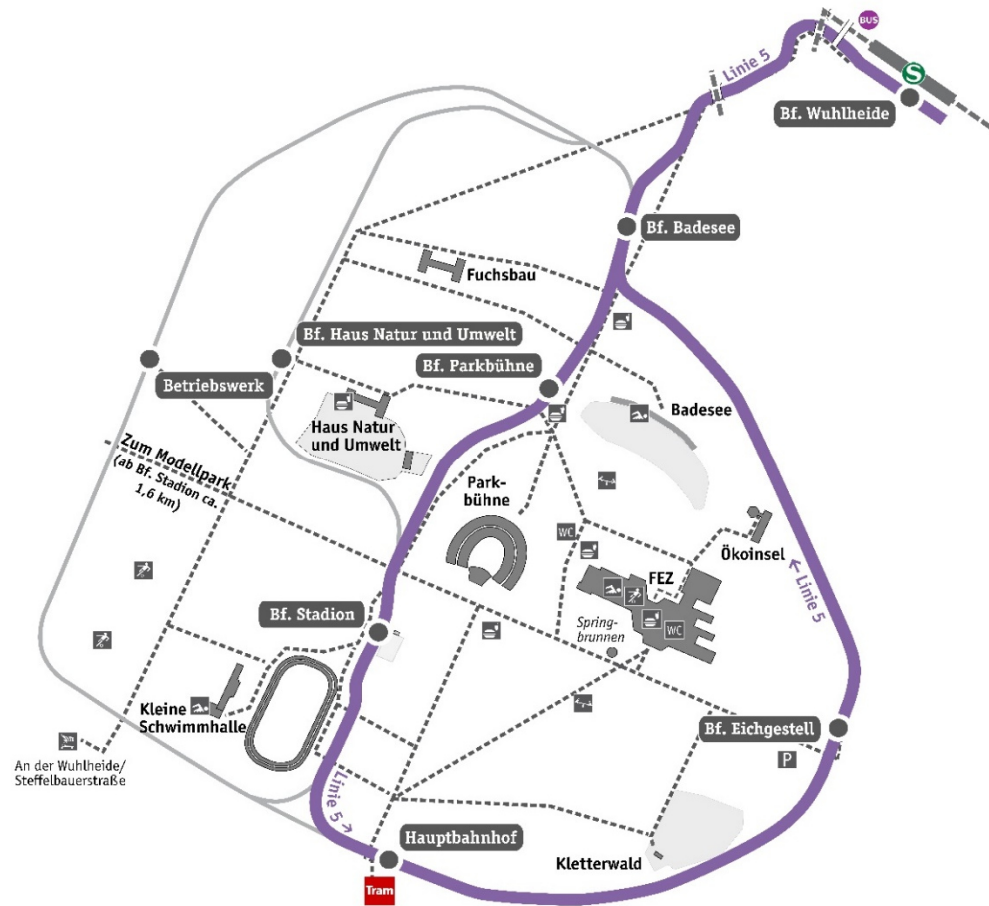 BUS
Linie 5
S
Bf. Wuhlheide
Bf. Badesee
Fuchsbau
Bf. Haus Natur und Umwelt
Bf. Parkbühne
Betriebswerk
Badesee
Haus Natur
und Umwelt
Zum Modellpark
(ab Bf. Stadion ca.
1,6 km)
Park-
bühne
WC
Ökoinsel
FEZ
← Linie 5
Bf. Stadion
Spring-
brunnen
WC
Kleine
Schwimmhalle
Bf. Eichgestell
P
An der Wuhlheide/
Steffelbauerstraße
Linie 5 →
Hauptbahnhof
Kletterwald
Tram